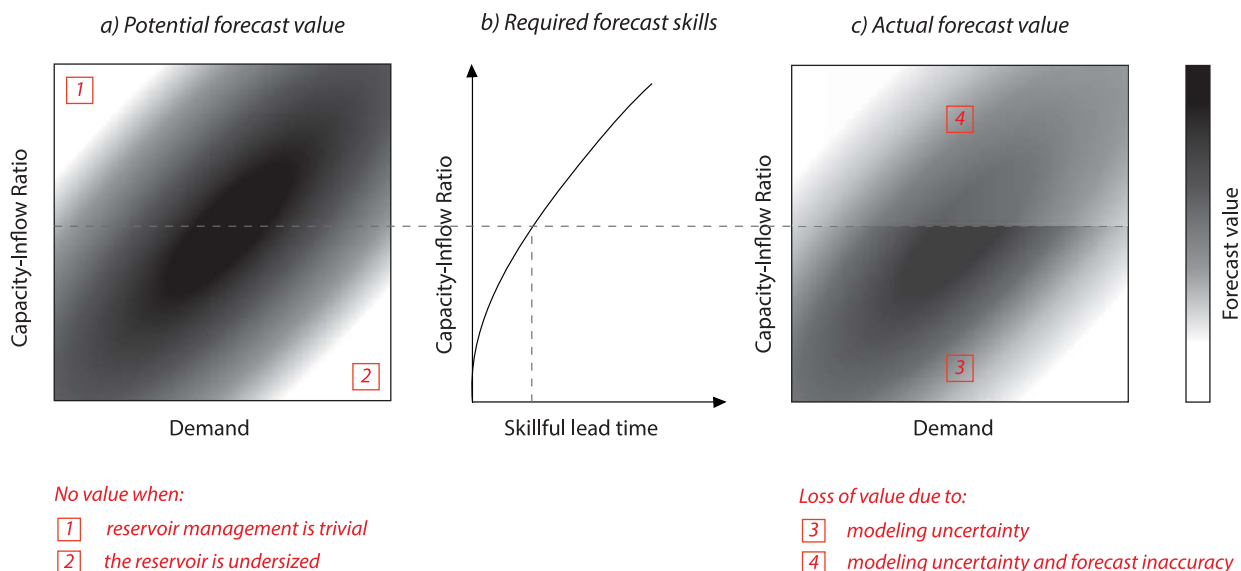 a) Potential forecast value
b) Required forecast skills
c) Actual forecast value
1
2
Capacity-Inflow Ratio
Demand
Capacity-Inflow Ratio
Skillful lead time
4
3
Capacity-Inflow Ratio
Demand
Forecast value
No value when:
1 reservoir management is trivial
2 the reservoir is undersized
Loss of value due to:
3 modeling uncertainty
4 modeling uncertainty and forecast inaccuracy